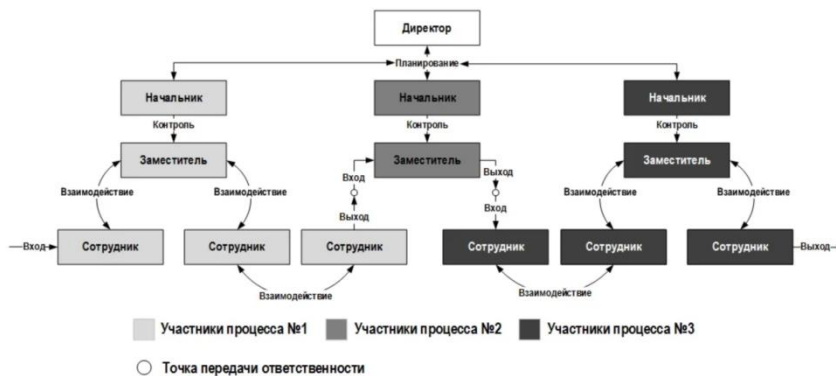 Директор
Планирование
Начальник
Начальник
Начальник
Контроль
Контроль
Контроль
Заместитель
Заместитель
Заместитель
Взаимодействие
Взаимодействие
Вход
Выход
Выход
Вход
Взаимодействие
Взаимодействие
Вход
Сотрудник
Сотрудник
Сотрудник
Сотрудник
Сотрудник
Сотрудник
Выход
Взаимодействие
Взаимодействие
Участники процесса №1
Участники процесса №2
Участники процесса №3
Точка передачи ответственности